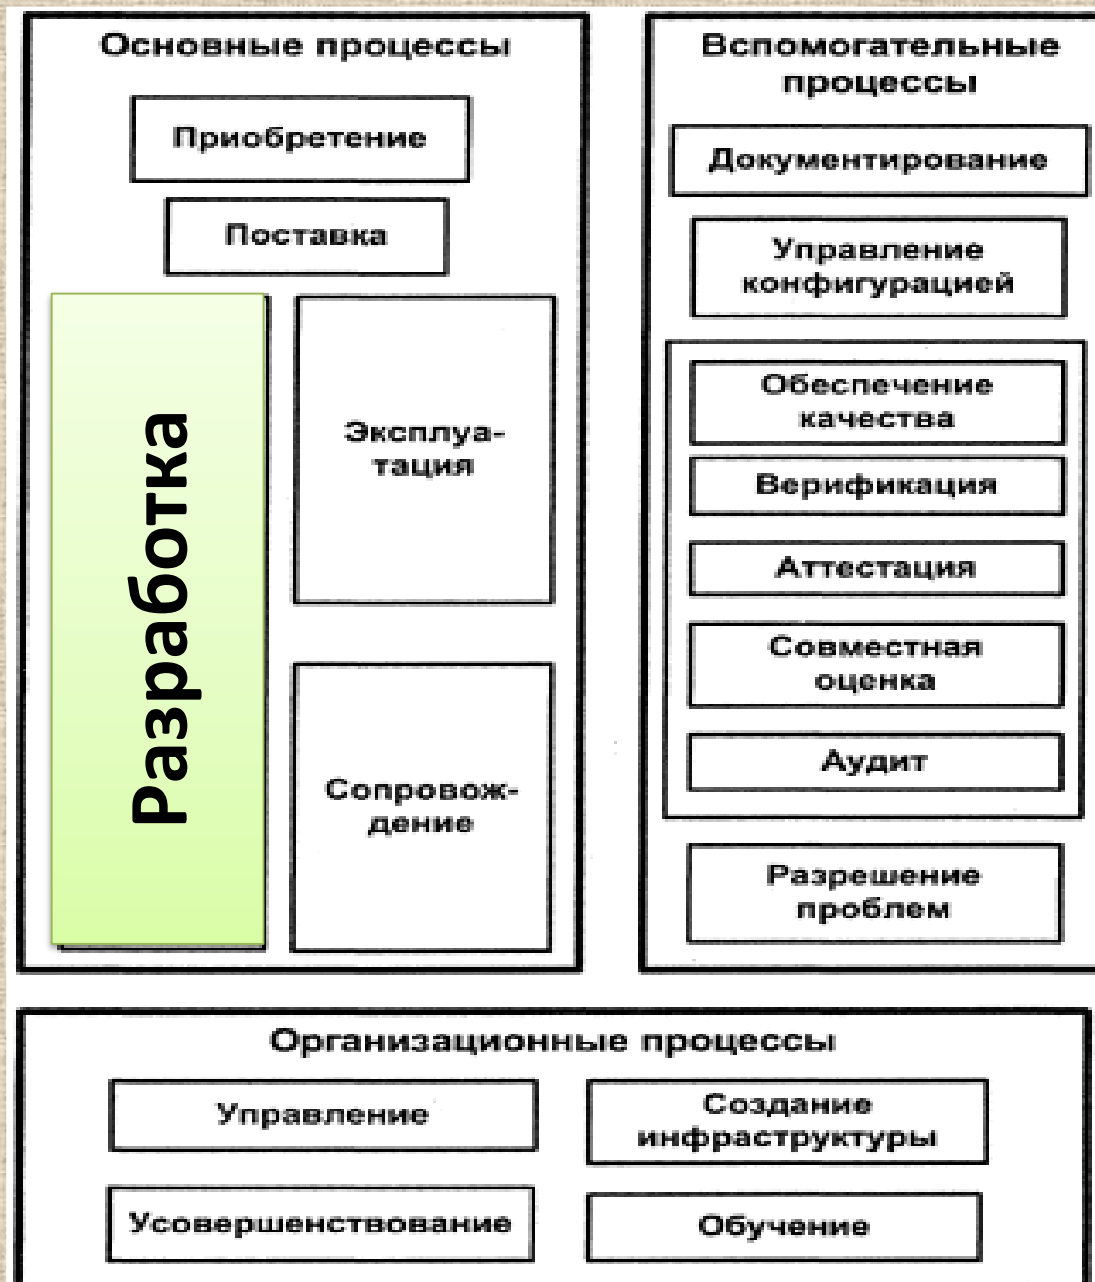 Основные процессы
Приобретение
Поставка
Разработка
Эксплуа-
тация
Сопровож-
дение
Вспомогательные
процессы
Документирование
Управление
конфигурацией
Обеспечение
качества
Верификация
Аттестация
Совместная
оценка
Аудит
Разрешение
проблем
Организационные процессы
Управление
Создание
инфраструктуры
Усовершенствование
Обучение